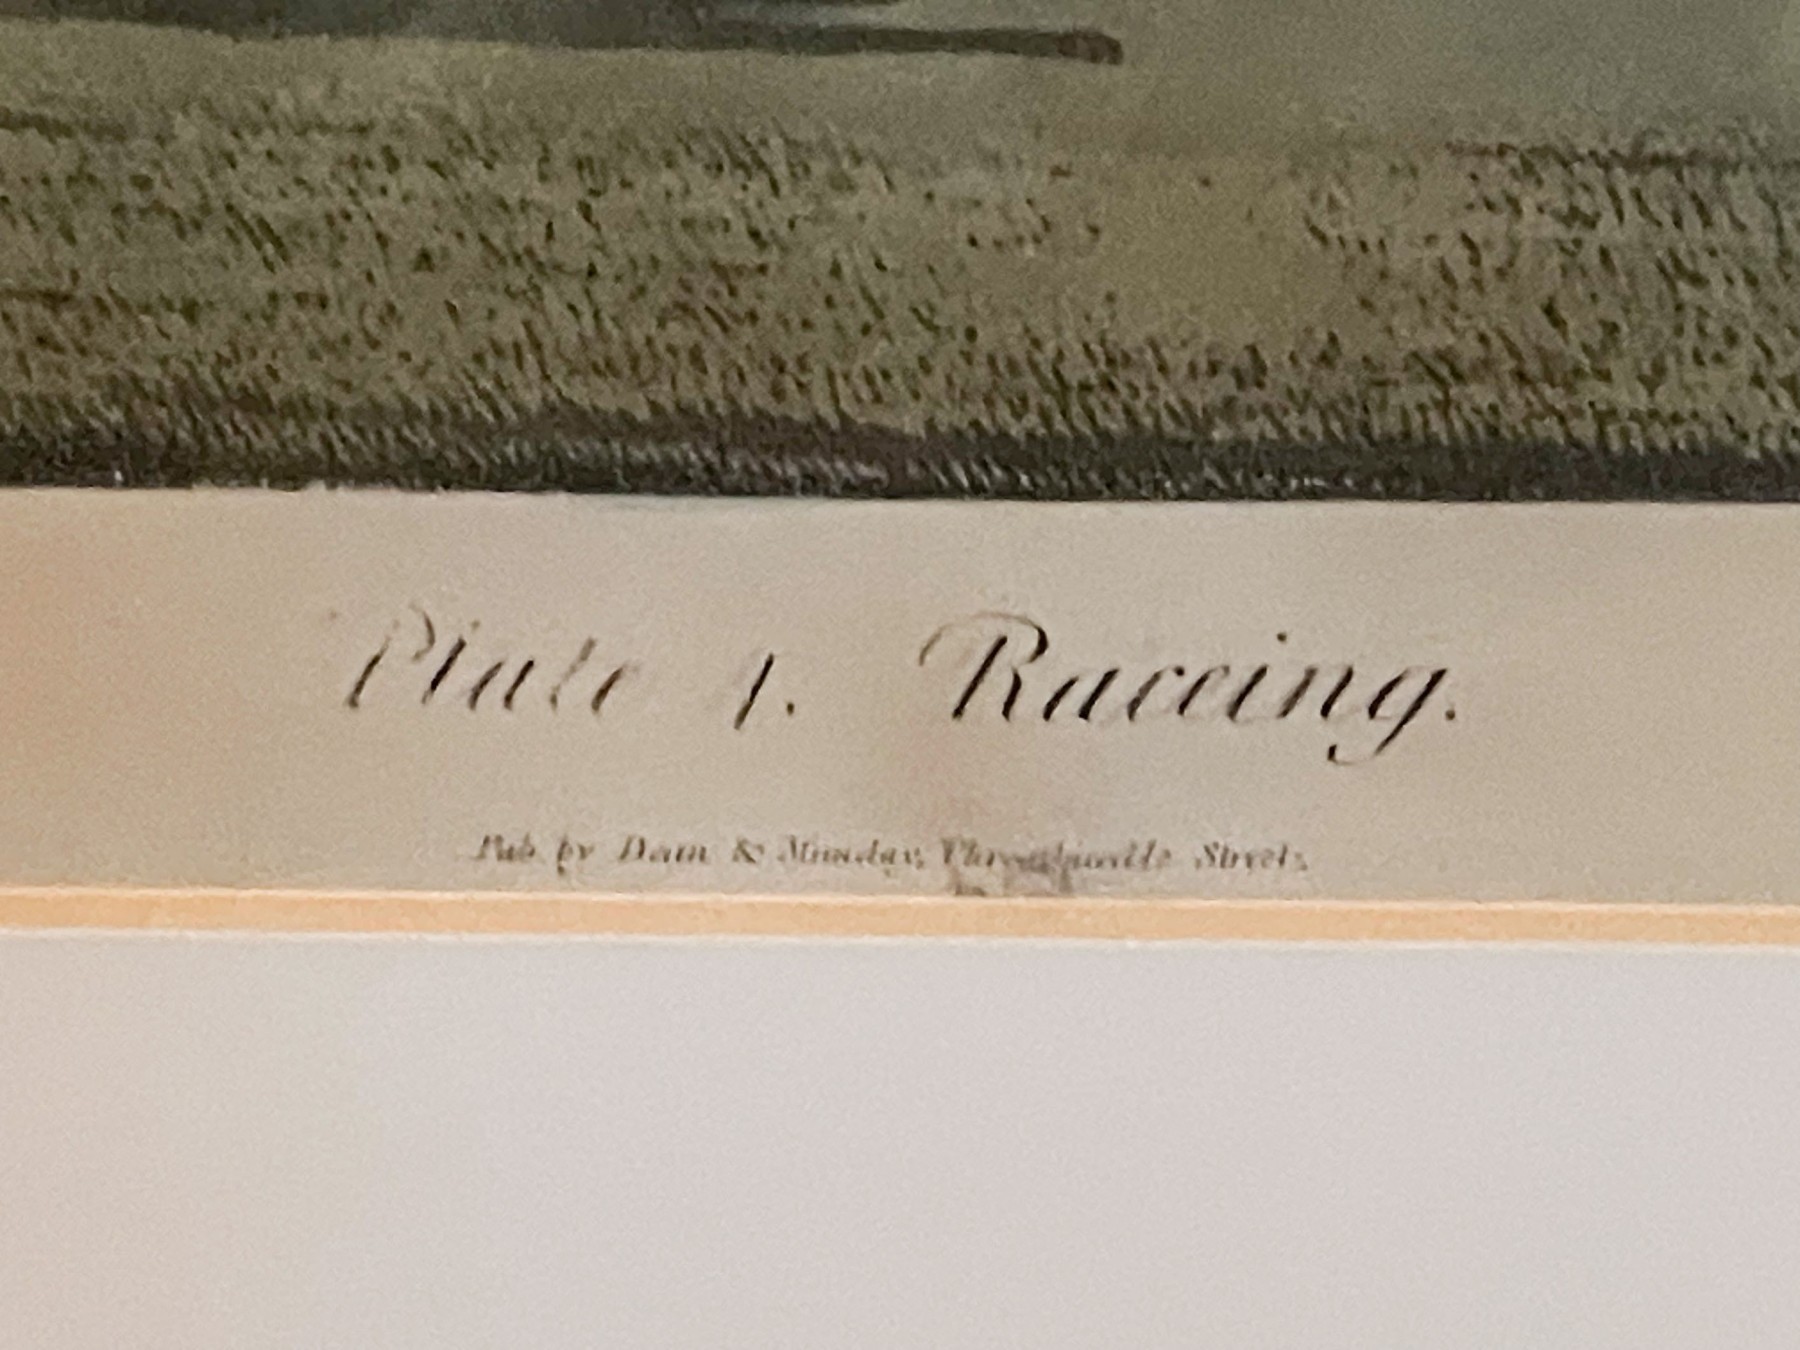 Plate 1. Raceing.
Pub. by Dean & Munday, Threadneedle Street.